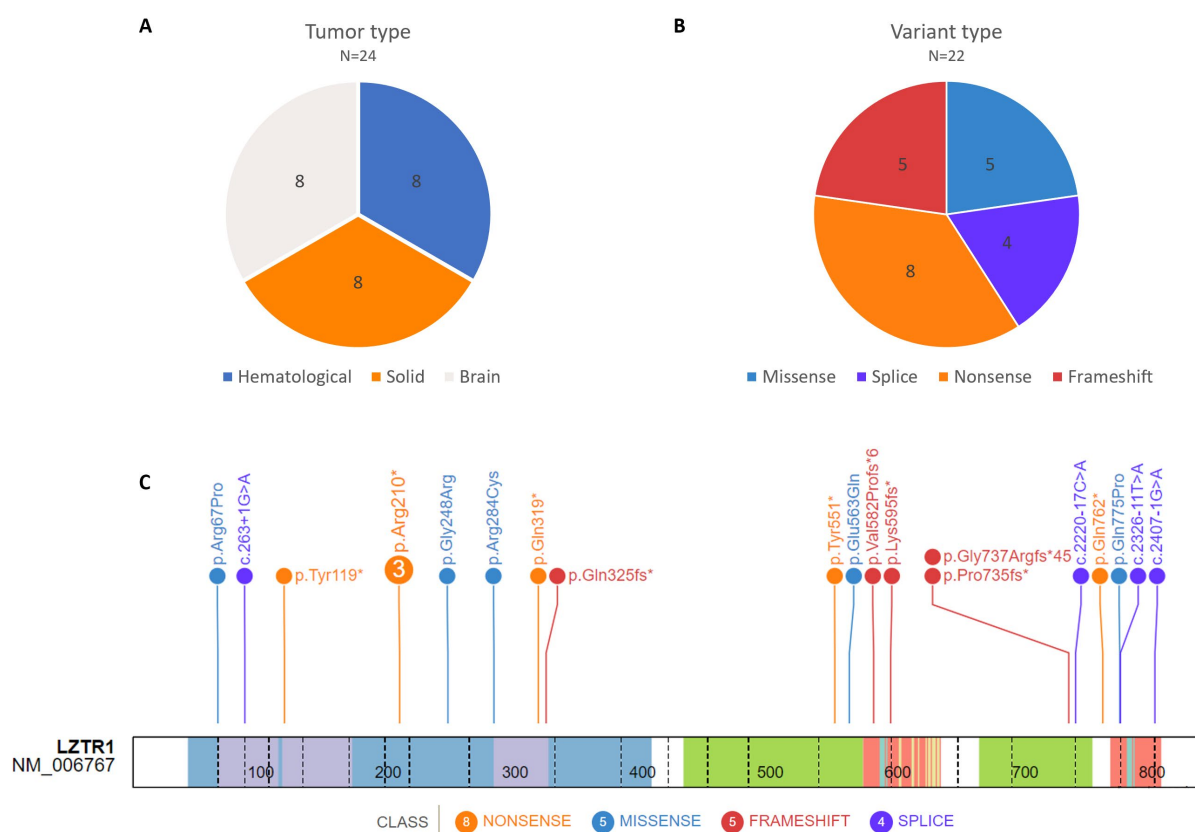 A
Tumor type
N=24
8
8
8
Hematological Solid Brain
B
Variant type
N=22
5
5
8
4
Missense Splice Nonsense Frameshift
C
p.Arg67Pro
c.263+1G>A
p.Tyr119*
p.Arg210*
3
p.Gly248Arg
p.Arg284Cys
p.Gln319*
p.Gln325fs*
p.Tyr551*
p.Glu563Gln
p.Val582Profs*6
p.Lys595fs*
p.Gly737Argfs*45
p.Pro735fs*
c.2220-17C>A
p.Gln762*
p.Gln775Pro
c.2326-11T>A
c.2407-1G>A
LZTR1
NM_006767
100 200 300 400 500 600 700 800
CLASS 8 NONSENSE 5 MISSENSE 5 FRAMESHIFT 4 SPLICE